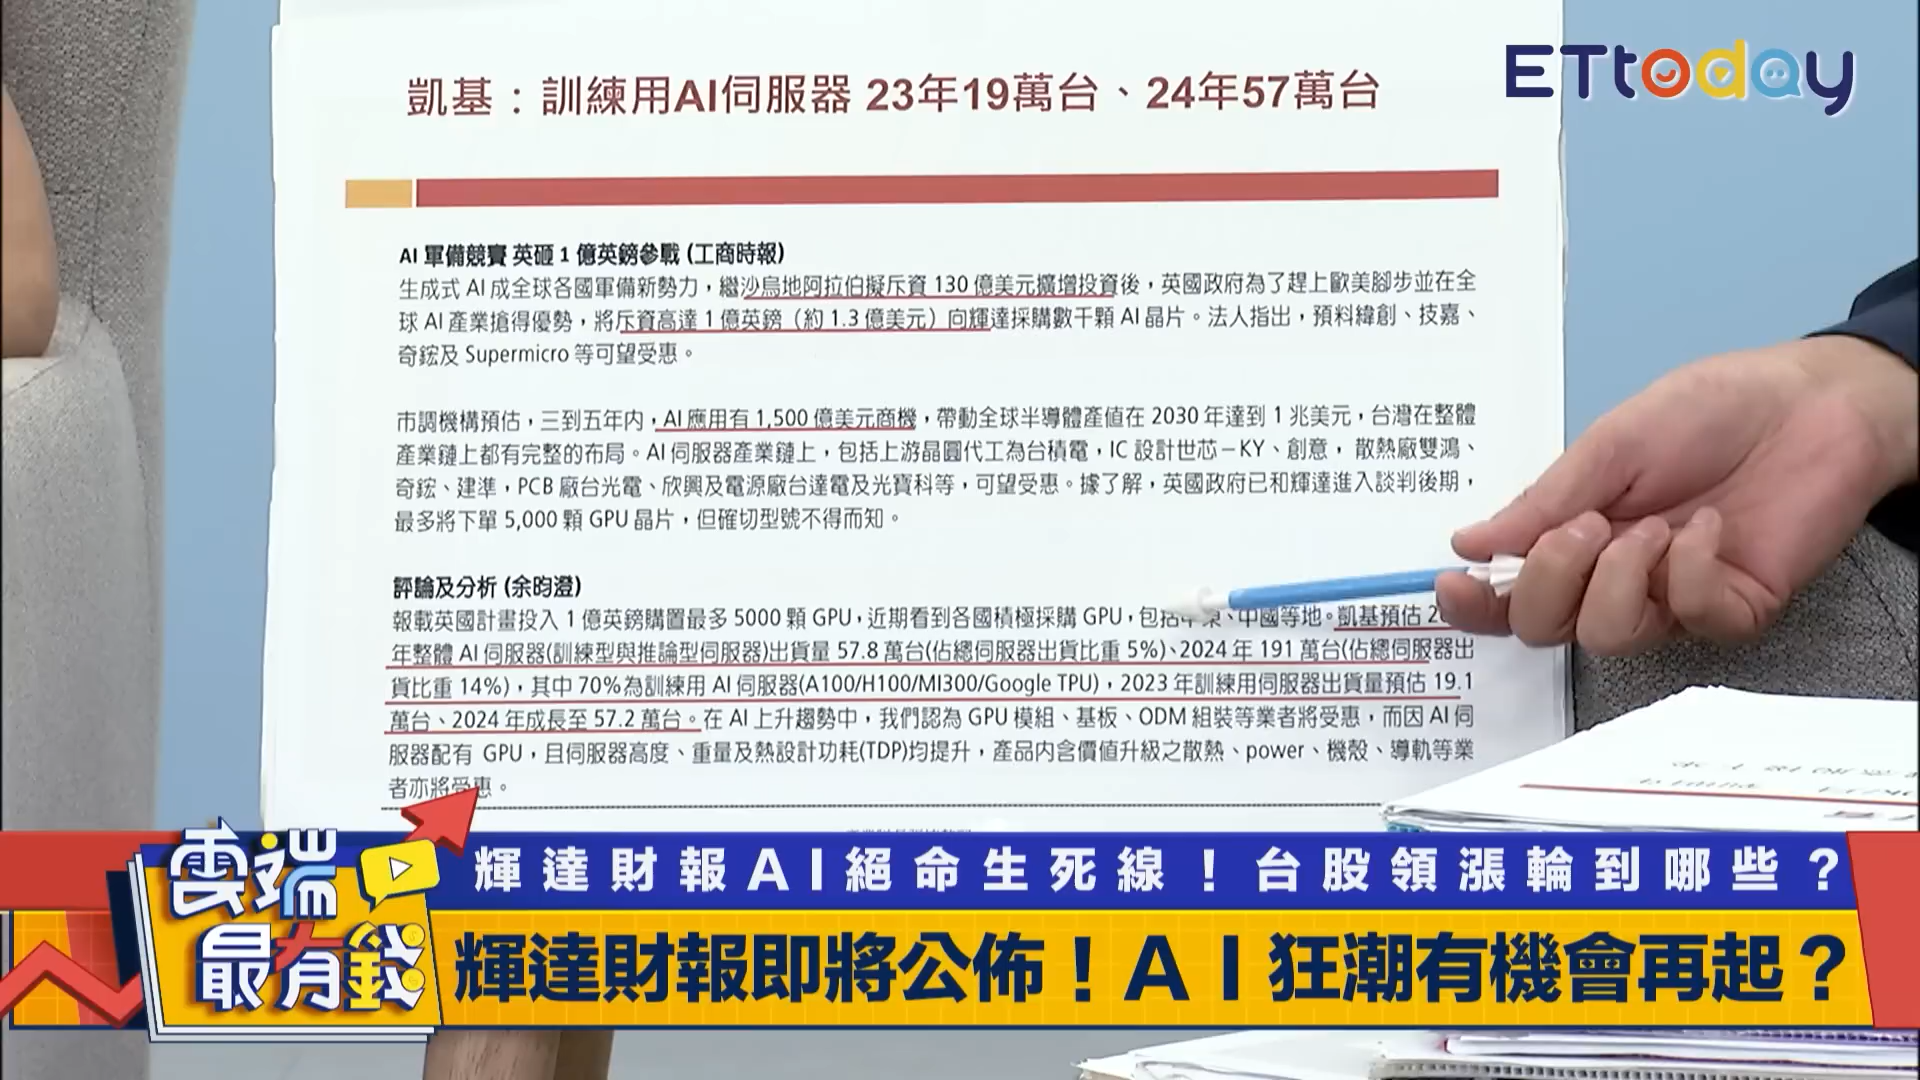 ETtoday
凱基：訓練用AI伺服器 23年19萬台、24年57萬台
AI 軍備競賽 英砸 1 億英鎊參戰 (工商時報)
生成式 AI 成全球各國軍備新勢力，繼沙烏地阿拉伯擬斥資 130 億美元擴增投資後，英國政府為了趕上歐美腳步並在全
球 AI 產業搶得優勢，將斥資高達 1 億英鎊（約 1.3 億美元）向輝達採購數千顆 AI 晶片。法人指出，預料緯創、技嘉、
奇鋐及 Supermicro 等可望受惠。
市調機構預估，三到五年內，AI 應用有 1,500 億美元商機，帶動全球半導體產值在 2030 年達到 1 兆美元，台灣在整體
產業鏈上都有完整的布局。AI 伺服器產業鏈上，包括上游晶圓代工為台積電，IC 設計世芯－KY、創意， 散熱廠雙鴻、
奇鋐、建準，PCB 廠台光電、欣興及電源廠台達電及光寶科等，可望受惠。據了解，英國政府已和輝達進入談判後期，
最多將下單 5,000 顆 GPU 晶片，但確切型號不得而知。
評論及分析 (余昀澄)
報載英國計畫投入 1 億英鎊購置最多 5000 顆 GPU，近期看到各國積極採購 GPU，包括中東、中國等地。凱基預估
年整體 AI 伺服器(訓練型與推論型伺服器)出貨量 57.8 萬台(佔總伺服器出貨比重 5%)、2024 年 191 萬台(佔總伺服器出
貨比重 14%)，其中 70%為訓練用 AI 伺服器(A100/H100/MI300/Google TPU)，2023 年訓練用伺服器出貨量預估 19.1
萬台、2024 年成長至 57.2 萬台。在 AI 上升趨勢中，我們認為 GPU 模組、基板、ODM 組裝等業者將受惠，而因 AI 伺
服器配有 GPU，且伺服器高度、重量及熱設計功耗(TDP)均提升，產品內含價值升級之散熱、power、機殼、導軌等業
者亦將受惠。
雲端
最有錢
輝達財報AI絕命生死線！台股領漲輪到哪些？
輝達財報即將公佈！AI狂潮有機會再起？